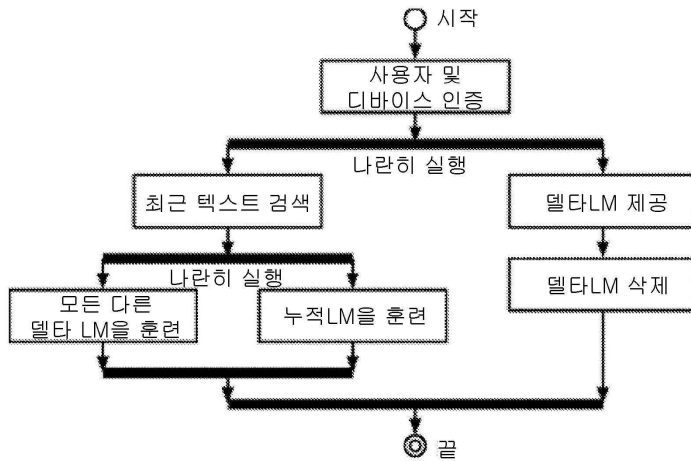 시작
사용자 및
디바이스 인증
나란히 실행
최근 텍스트 검색
델타LM 제공
나란히 실행
델타LM 삭제
모든 다른
델타 LM을 훈련
누적LM을 훈련
끝